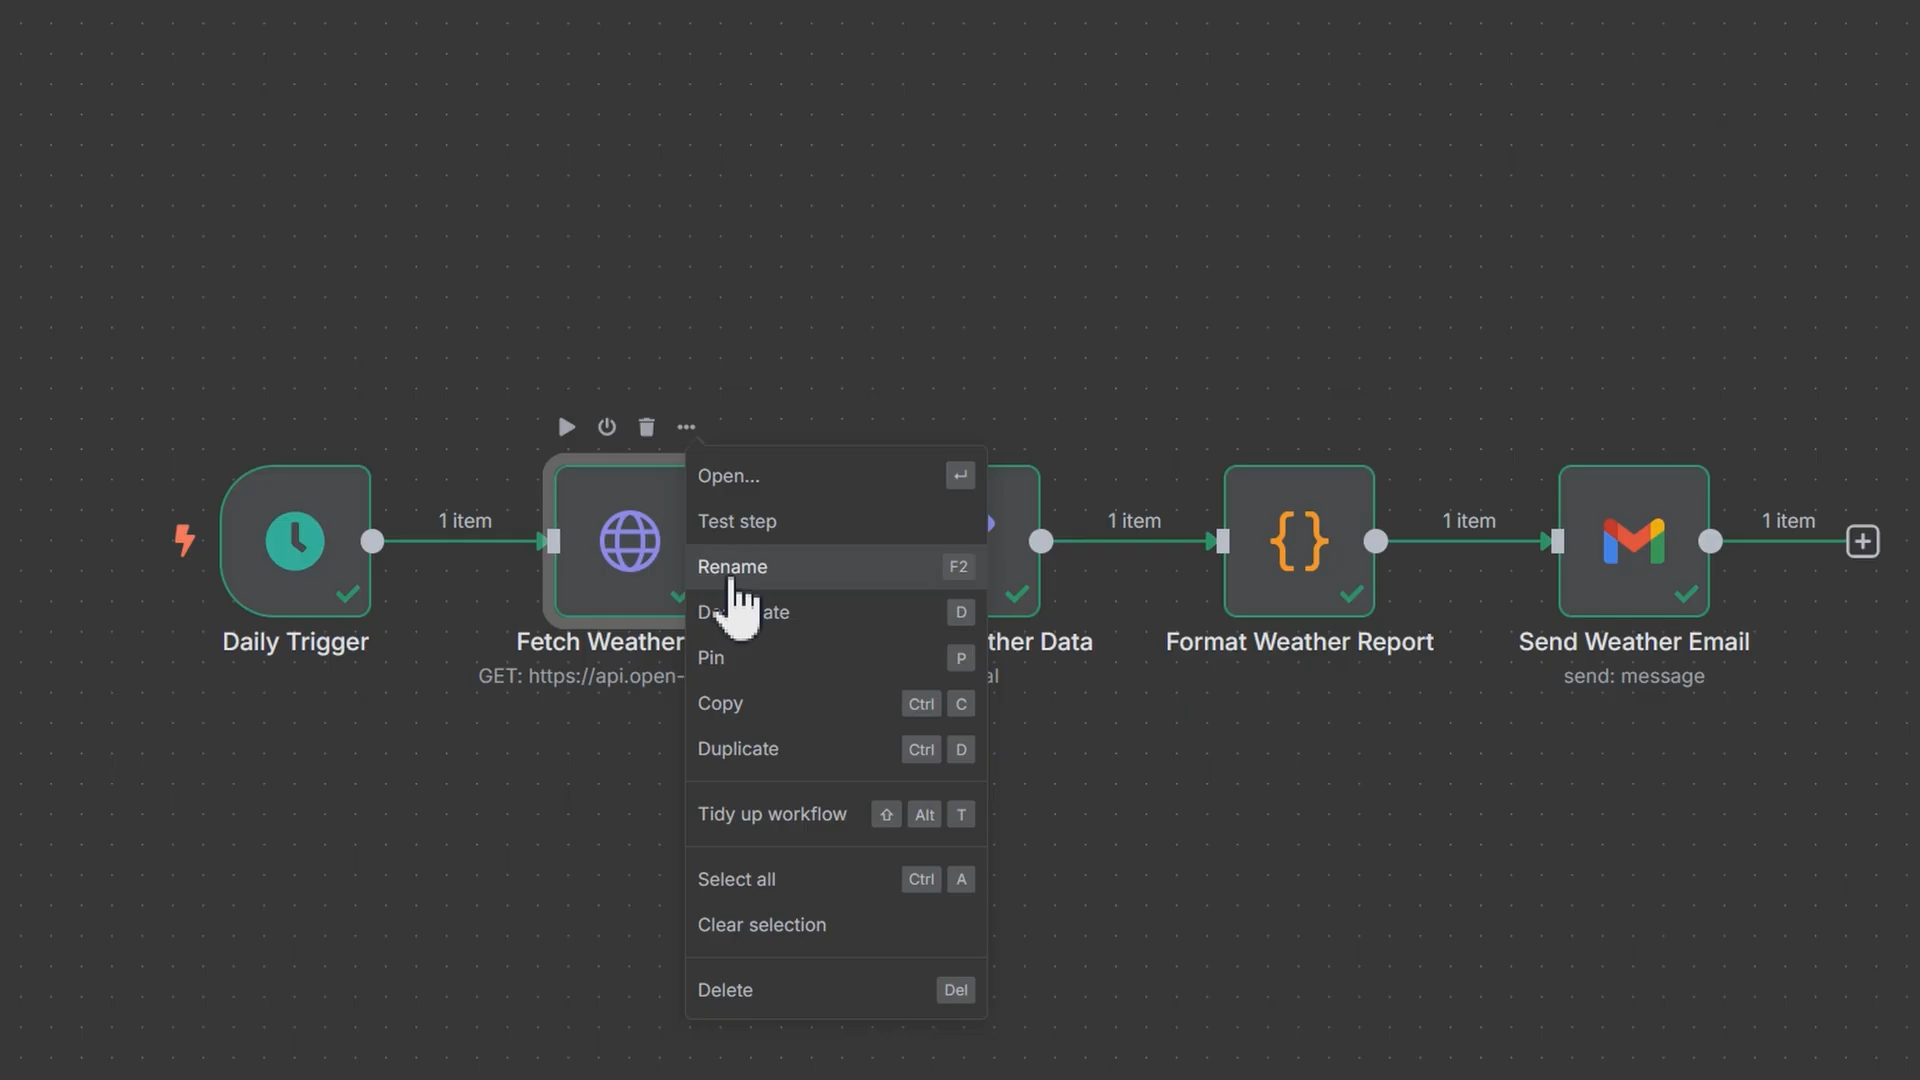 Open...
Test step
Rename F2
D
Pin P
Copy Ctrl C
Duplicate Ctrl D
Tidy up workflow Alt T
Select all Ctrl A
Clear selection
Delete Del
1 item
1 item
1 item
1 item
Daily Trigger
Fetch Weather
GET: https://api.open-
ther Data
al
Format Weather Report
Send Weather Email
send: message